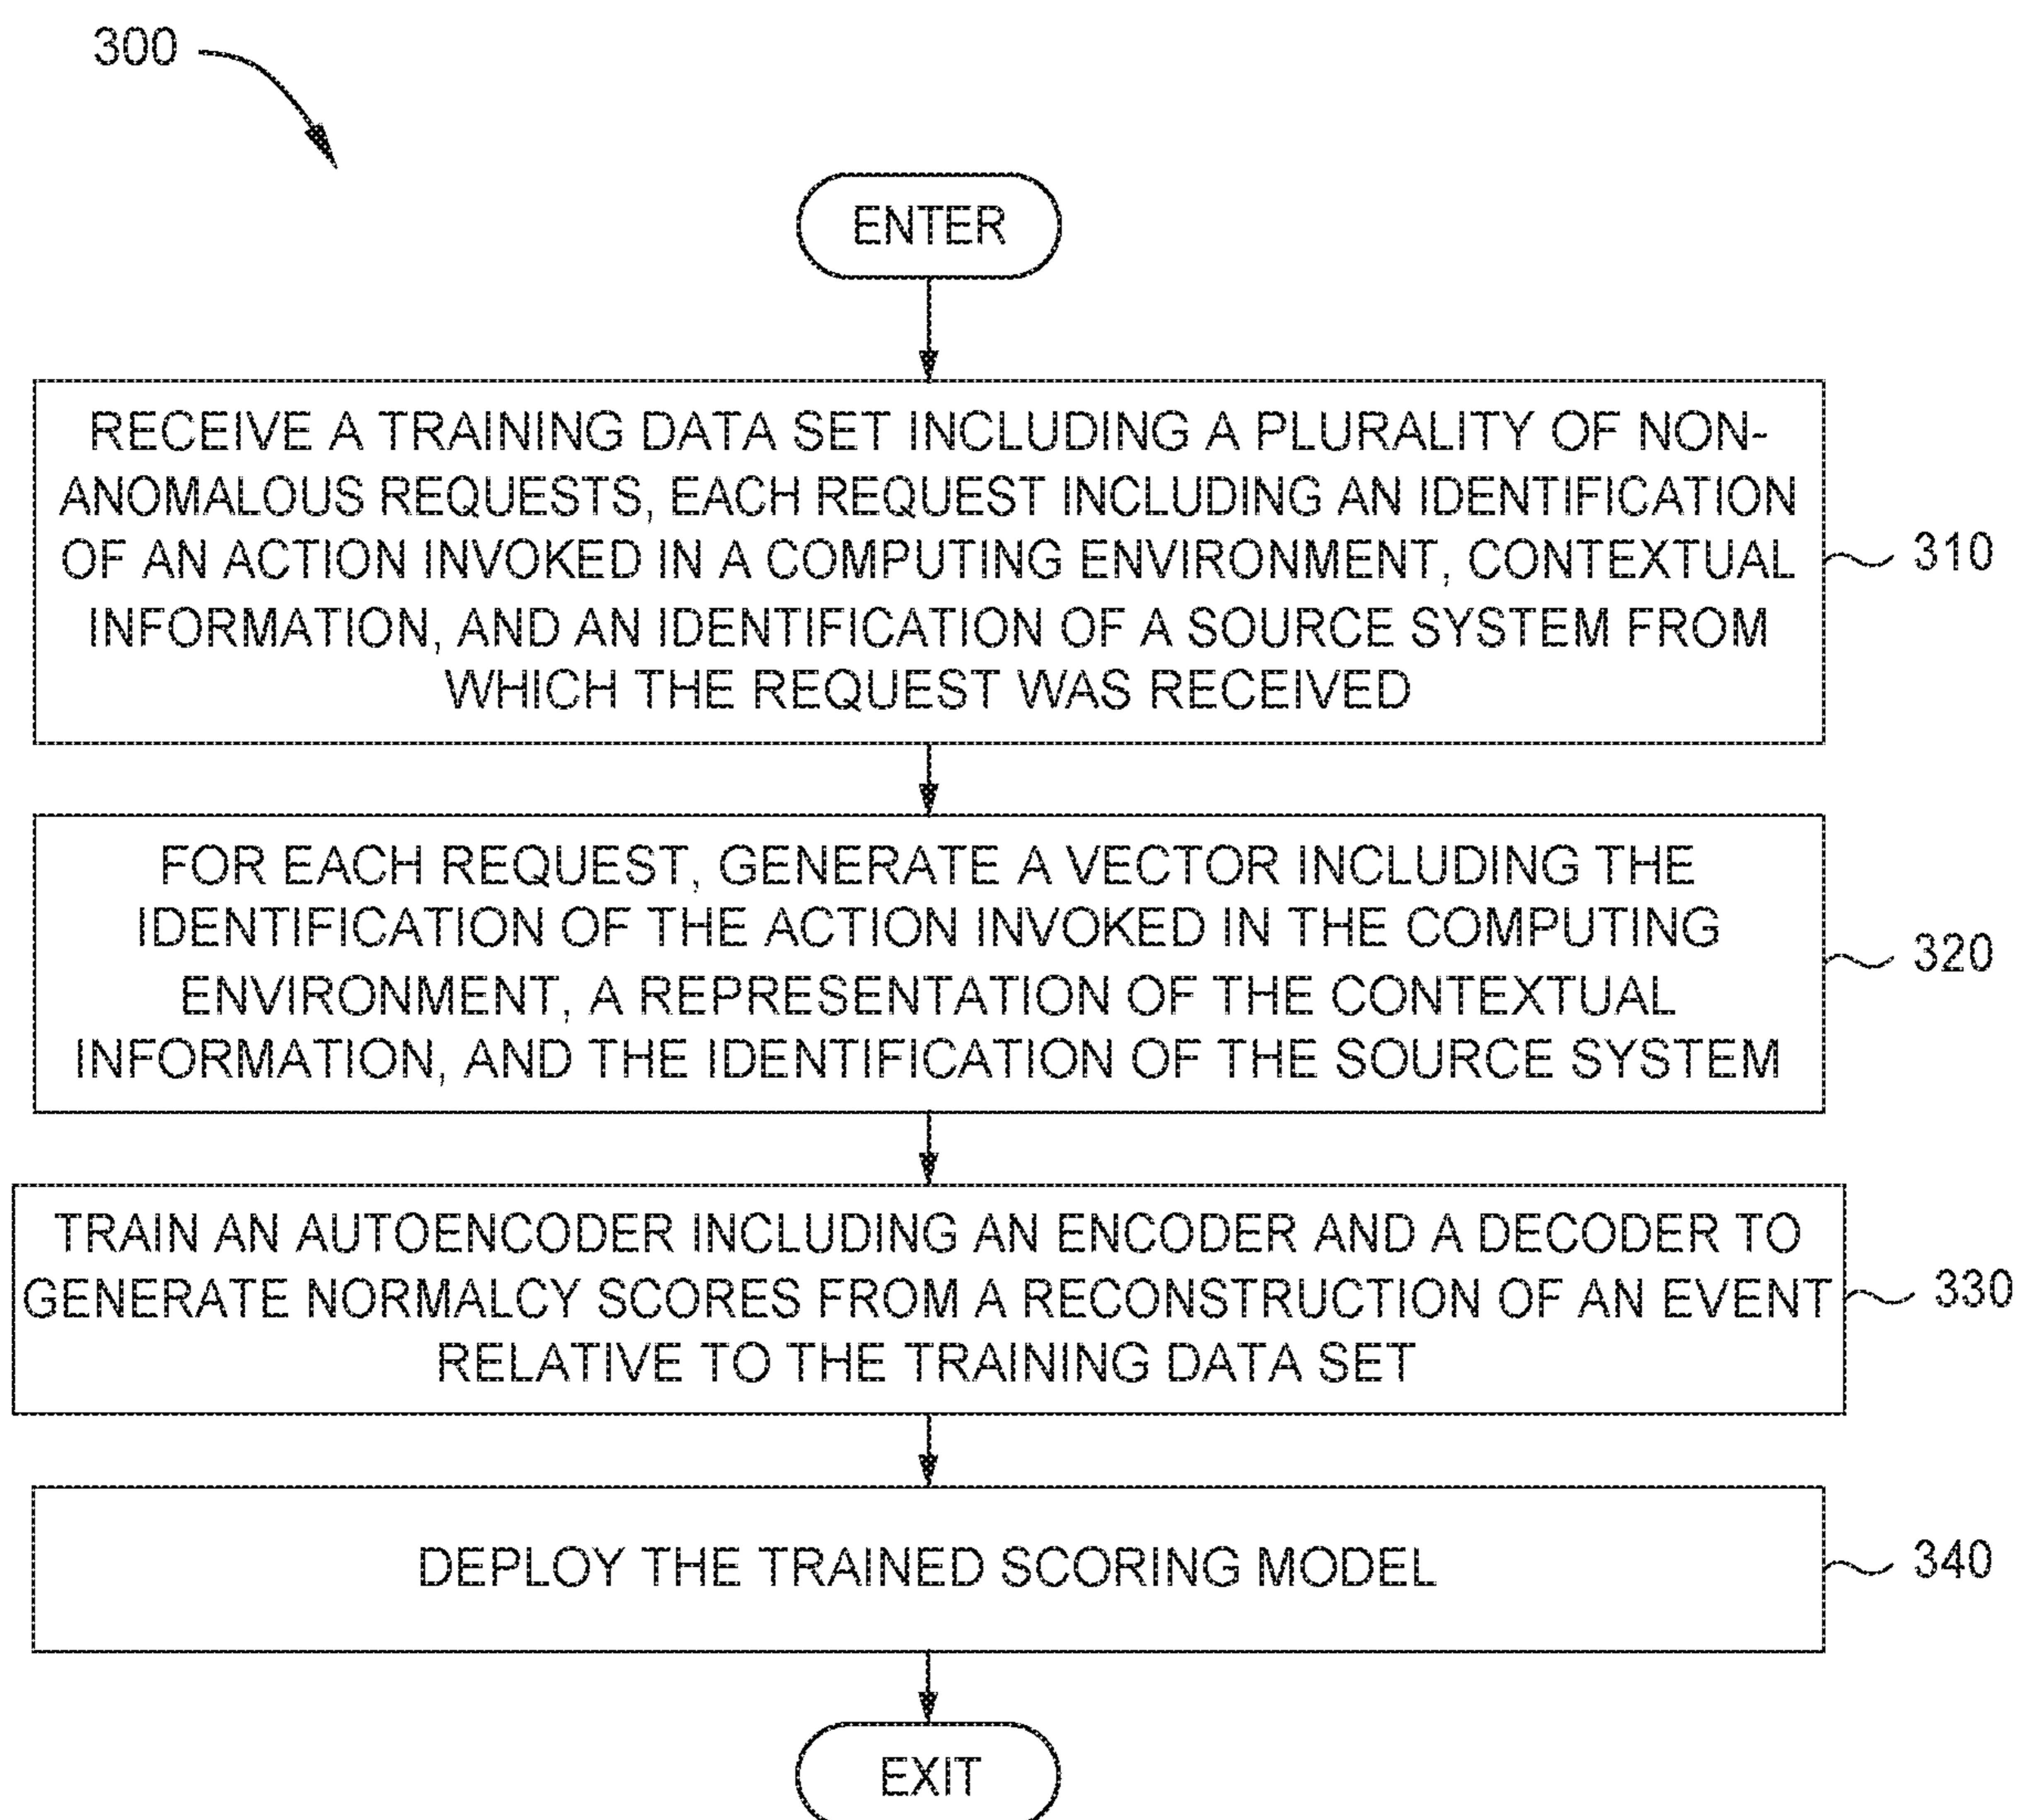 300
ENTER
RECEIVE A TRAINING DATA SET INCLUDING A PLURALITY OF NON-
ANOMALOUS REQUESTS, EACH REQUEST INCLUDING AN IDENTIFICATION
OF AN ACTION INVOKED IN A COMPUTING ENVIRONMENT, CONTEXTUAL
INFORMATION, AND AN IDENTIFICATION OF A SOURCE SYSTEM FROM
WHICH THE REQUEST WAS RECEIVED
310
FOR EACH REQUEST, GENERATE A VECTOR INCLUDING THE
IDENTIFICATION OF THE ACTION INVOKED IN THE COMPUTING
ENVIRONMENT, A REPRESENTATION OF THE CONTEXTUAL
INFORMATION, AND THE IDENTIFICATION OF THE SOURCE SYSTEM
320
TRAIN AN AUTOENCODER INCLUDING AN ENCODER AND A DECODER TO
GENERATE NORMALCY SCORES FROM A RECONSTRUCTION OF AN EVENT
RELATIVE TO THE TRAINING DATA SET
330
DEPLOY THE TRAINED SCORING MODEL
340
EXIT